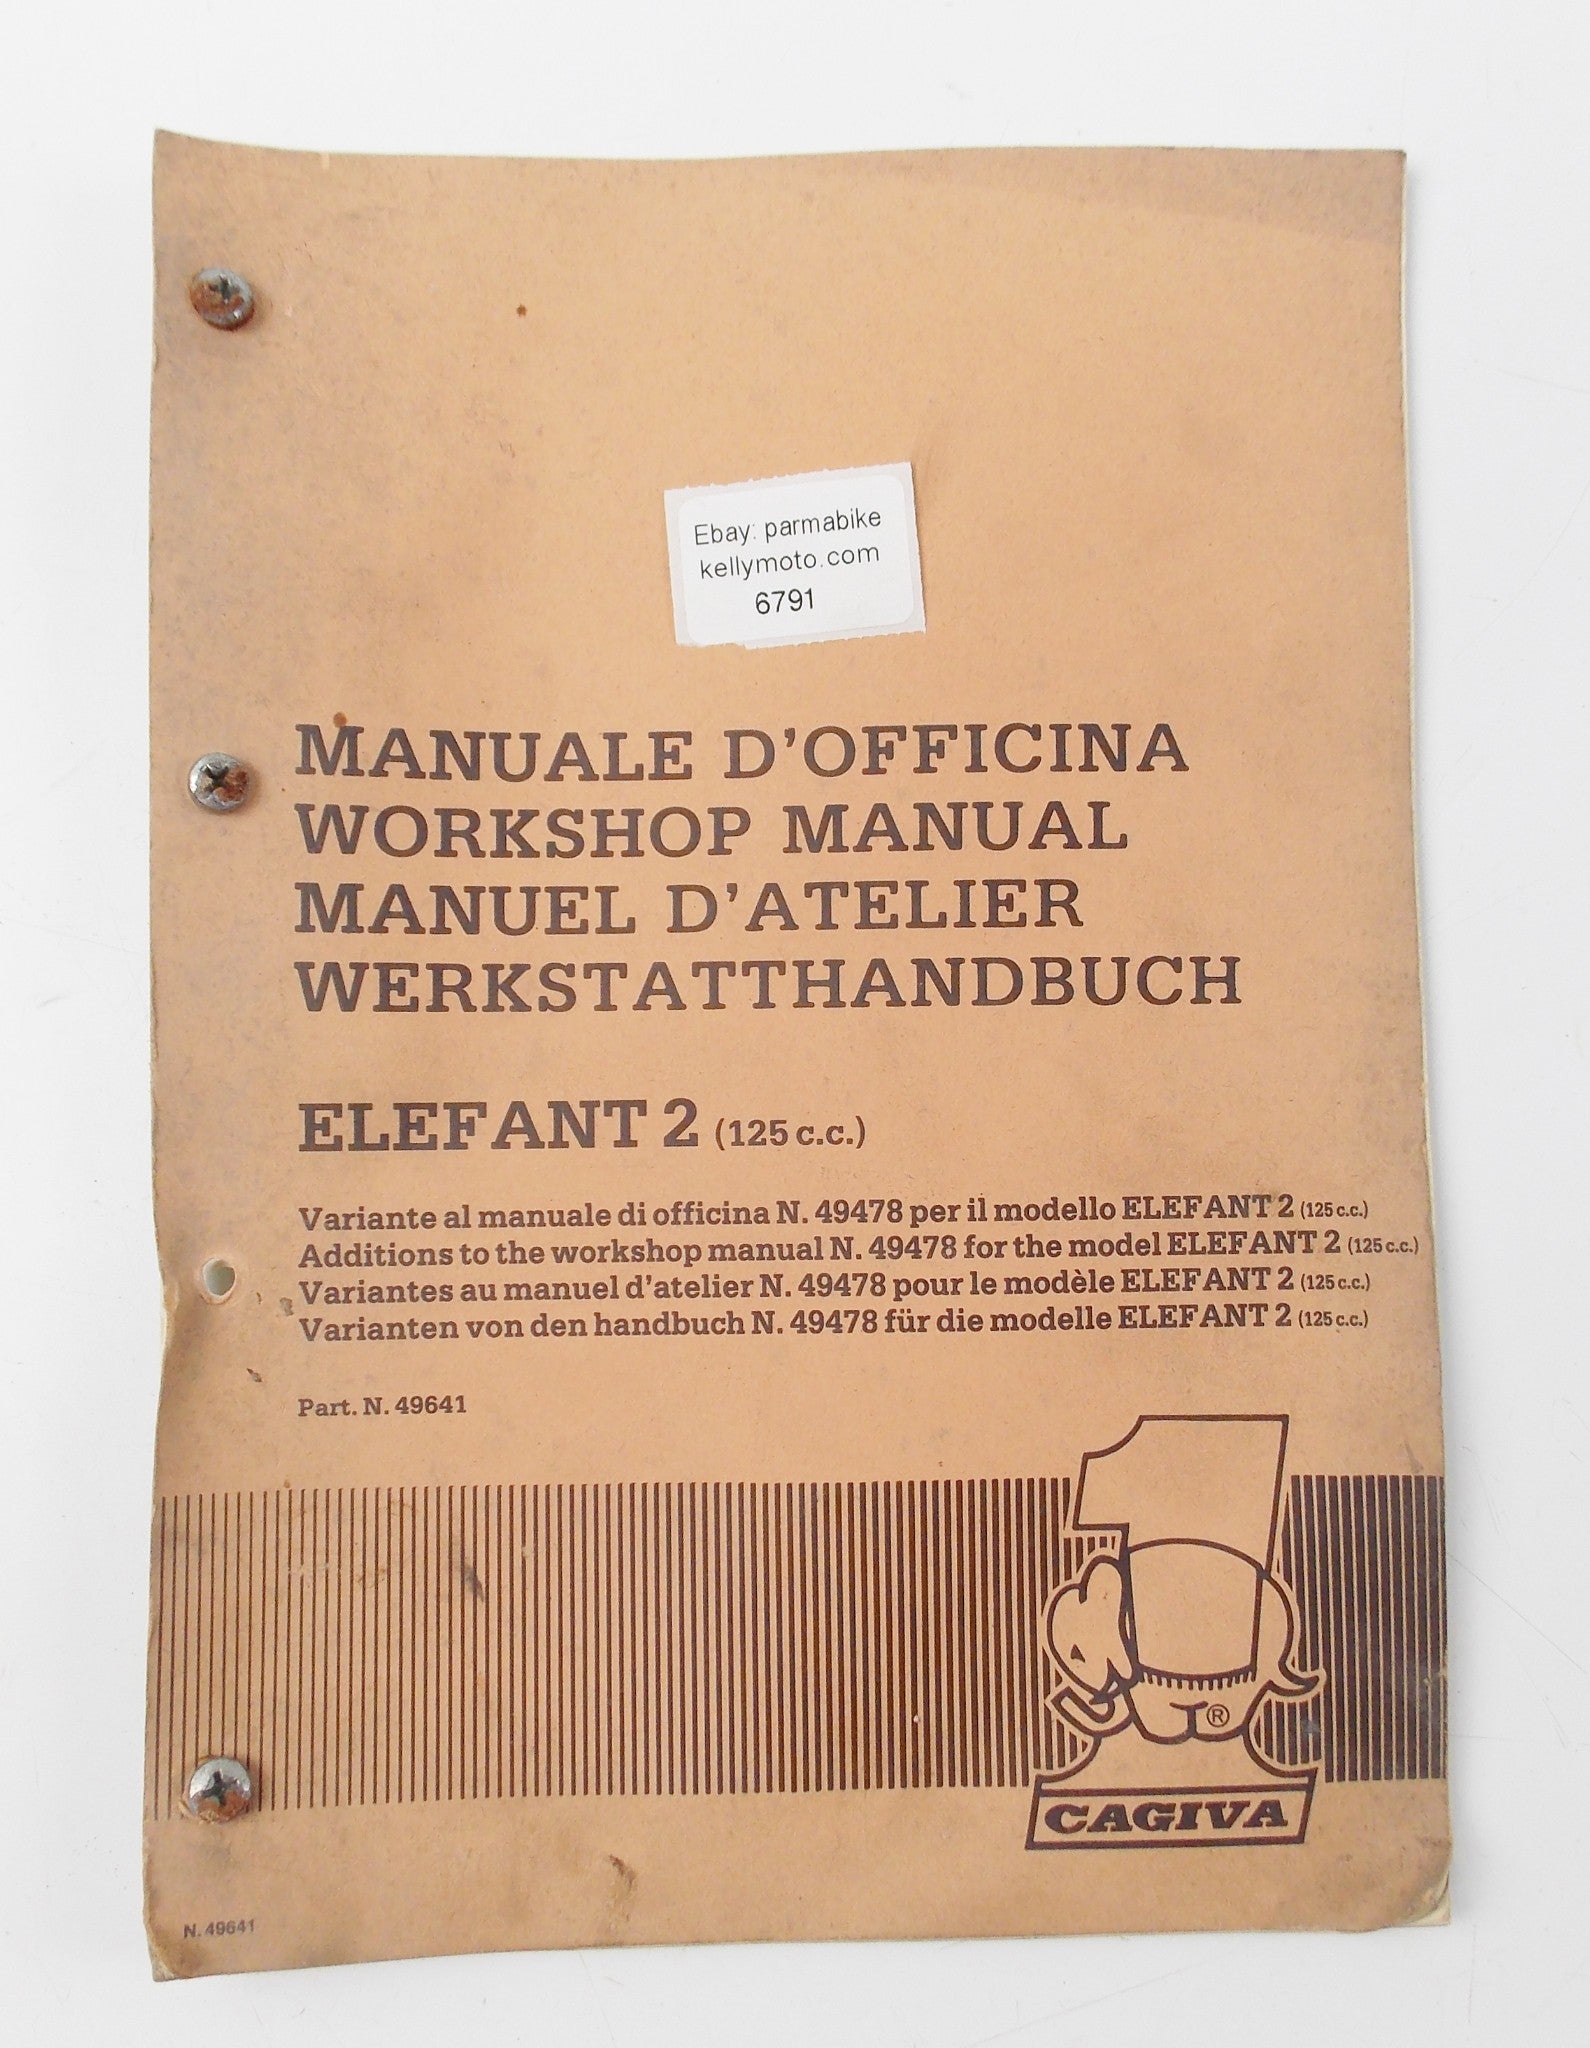 Ebay: parmabike
kellymoto.com
6791
MANUALE D'OFFICINA
WORKSHOP MANUAL
MANUEL D'ATELIER
WERKSTATTHANDBUCH
ELEFANT 2 (125 c.c.)
Variante al manuale di officina N. 49478 per il modello ELEFANT 2 (125 c.c.)
Additions to the workshop manual N. 49478 for the model ELEFANT 2 (125 c.c.)
Variantes au manuel d'atelier N. 49478 pour le modèle ELEFANT 2 (125 c.c.)
Varianten von den handbuch N. 49478 für die modelle ELEFANT 2 (125 c.c.)
Part. N. 49641
1
®
CAGIVA
N. 49641